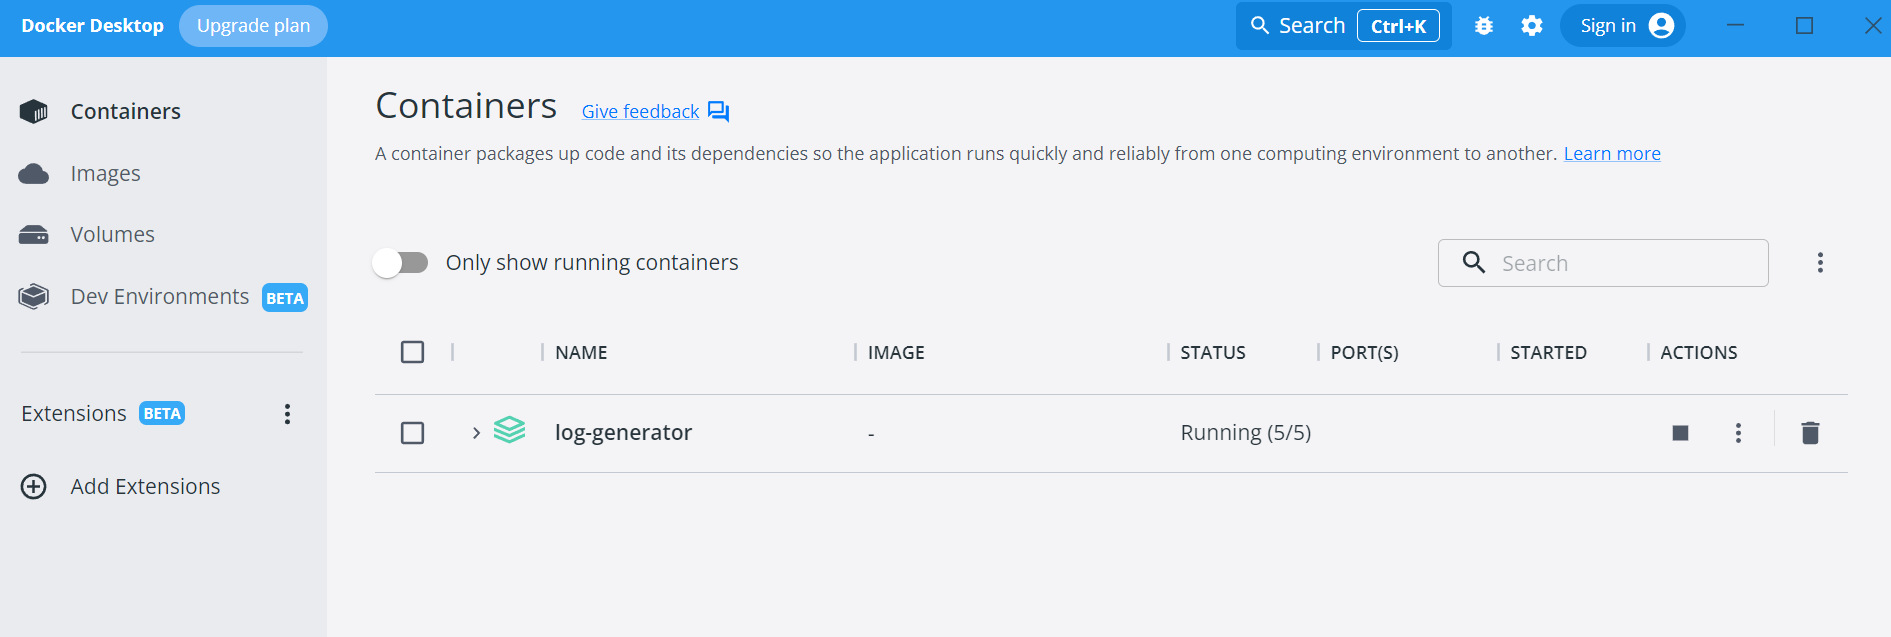 Docker Desktop Upgrade plan Search Ctrl+K Sign in
Containers
Images
Volumes
Dev Environments BETA
Extensions BETA
Add Extensions
Containers Give feedback
A container packages up code and its dependencies so the application runs quickly and reliably from one computing environment to another. Learn more
Only show running containers Search
NAME IMAGE STATUS PORT(S) STARTED ACTIONS
log-generator - Running (5/5)